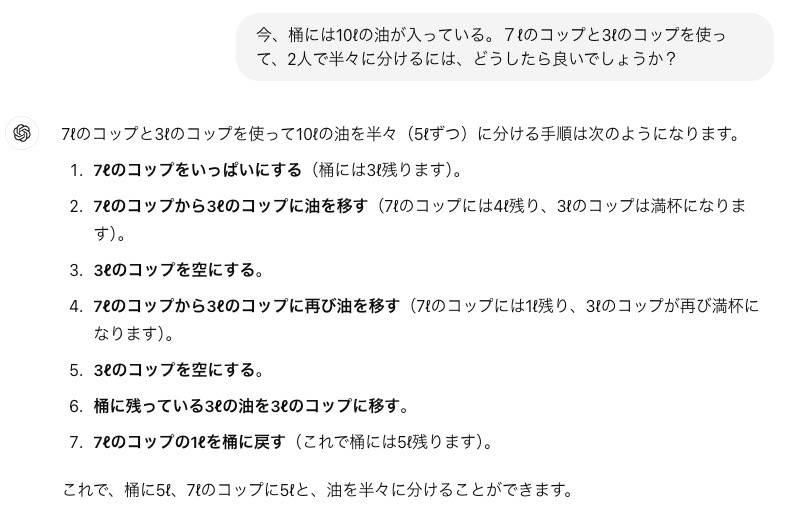 今、桶には10ℓの油が入っている。７ℓのコップと3ℓのコップを使っ
て、2人で半々に分けるには、どうしたら良いでしょうか？
7ℓのコップと3ℓのコップを使って10ℓの油を半々（5ℓずつ）に分ける手順は次のようになります。
1. 7ℓのコップをいっぱいにする（桶には3ℓ残ります）。
2. 7ℓのコップから3ℓのコップに油を移す（7ℓのコップには4ℓ残り、3ℓのコップは満杯になりま
す）。
3. 3ℓのコップを空にする。
4. 7ℓのコップから3ℓのコップに再び油を移す（7ℓのコップには1ℓ残り、3ℓのコップが再び満杯に
なります）。
5. 3ℓのコップを空にする。
6. 桶に残っている3ℓの油を3ℓのコップに移す。
7. 7ℓのコップの1ℓを桶に戻す（これで桶には5ℓ残ります）。
これで、桶に5ℓ、7ℓのコップに5ℓと、油を半々に分けることができます。